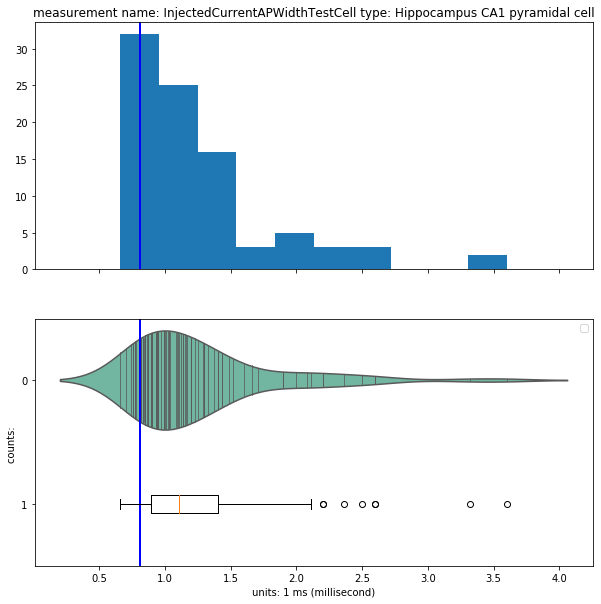 measurement name: InjectedCurrentAPWidthTestCell type: Hippocampus CA1 pyramidal cell
30
25
20
15
10
5
0
0
counts:
1
0.5 1.0 1.5 2.0 2.5 3.0 3.5 4.0
units: 1 ms (millisecond)